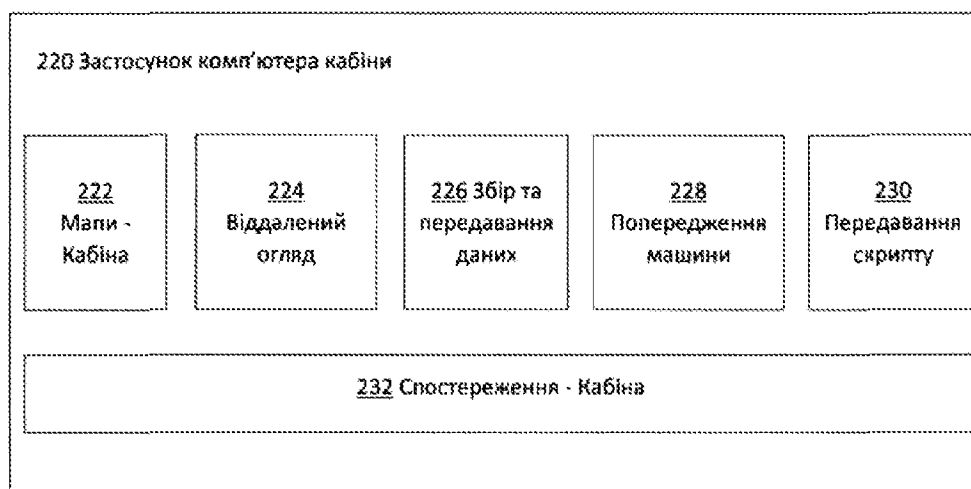 220 Застосунок комп'ютера кабіни
222
Мапи -
Кабіна
224
Віддалений
огляд
226 Збір та
передавання
даних
228
Попередження
машини
230
Передавання
скрипту
232 Спостереження - Кабіна